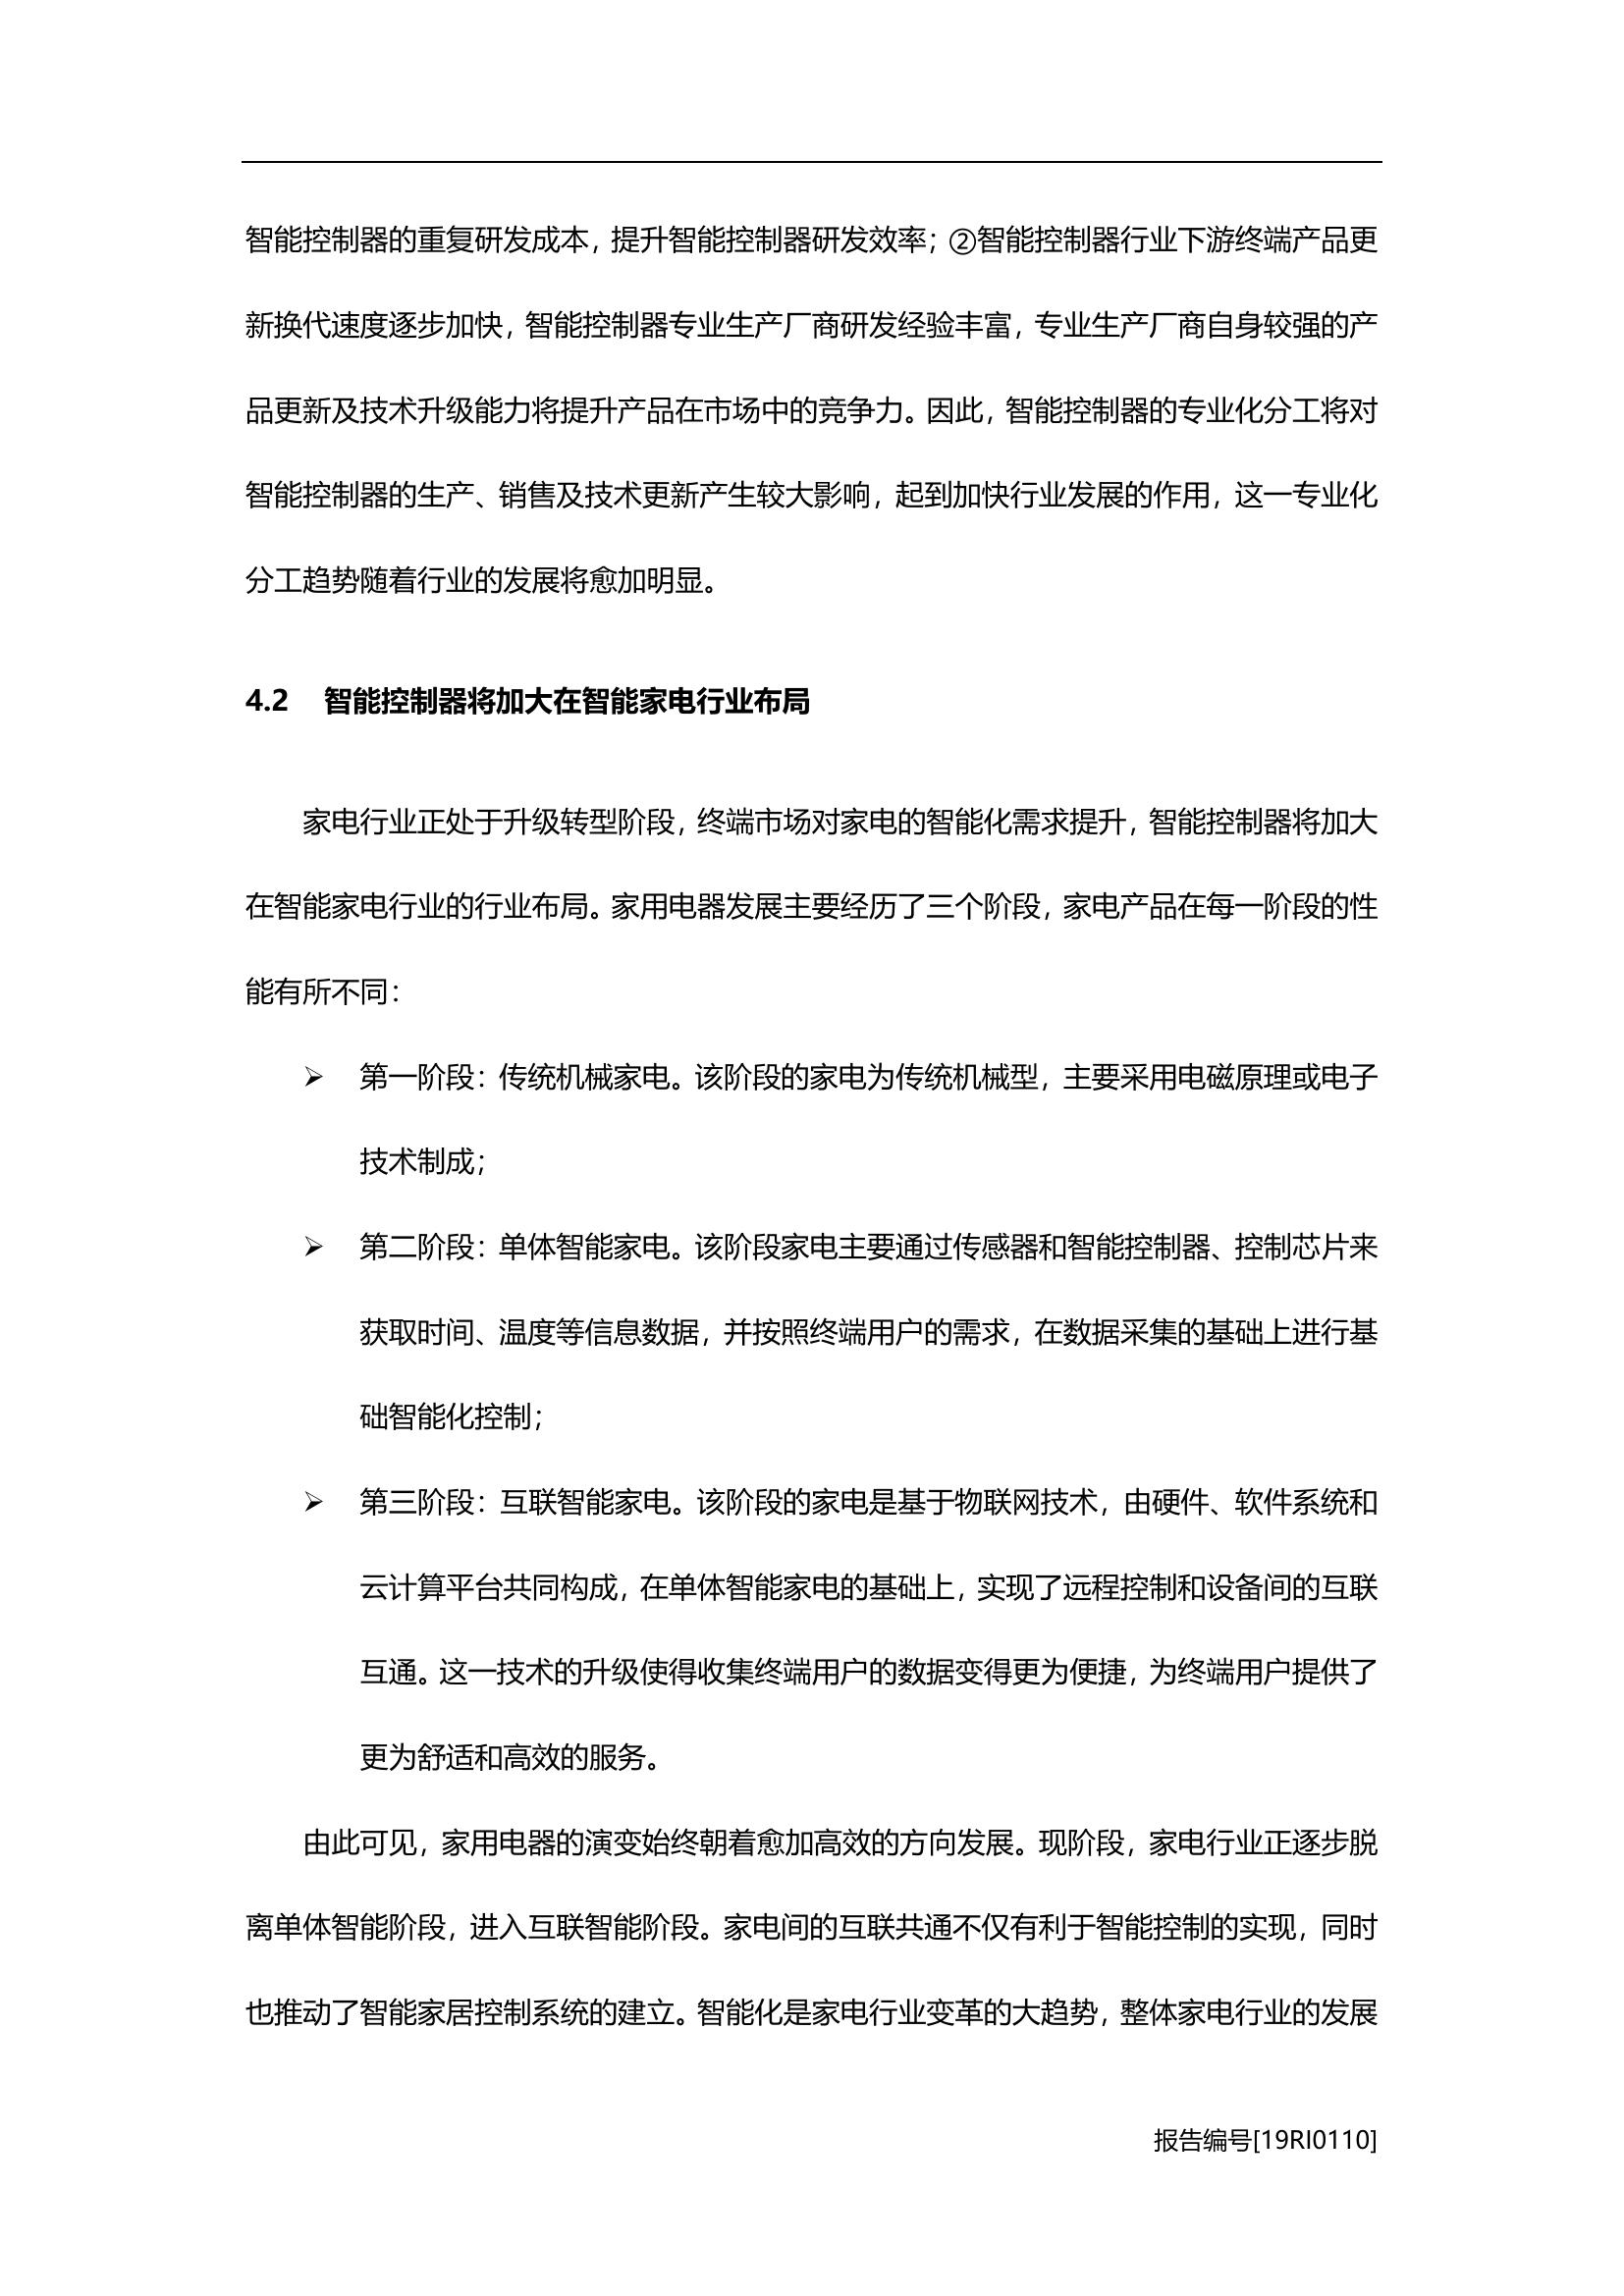 智能控制器的重复研发成本，提升智能控制器研发效率；②智能控制器行业下游终端产品更
新换代速度逐步加快，智能控制器专业生产厂商研发经验丰富，专业生产厂商自身较强的产
品更新及技术升级能力将提升产品在市场中的竞争力。因此，智能控制器的专业化分工将对
智能控制器的生产、销售及技术更新产生较大影响，起到加快行业发展的作用，这一专业化
分工趋势随着行业的发展将愈加明显。
4.2 智能控制器将加大在智能家电行业布局
家电行业正处于升级转型阶段，终端市场对家电的智能化需求提升，智能控制器将加大
在智能家电行业的行业布局。家用电器发展主要经历了三个阶段，家电产品在每一阶段的性
能有所不同：
➢ 第一阶段：传统机械家电。该阶段的家电为传统机械型，主要采用电磁原理或电子
技术制成；
➢ 第二阶段：单体智能家电。该阶段家电主要通过传感器和智能控制器、控制芯片来
获取时间、温度等信息数据，并按照终端用户的需求，在数据采集的基础上进行基
础智能化控制；
➢ 第三阶段：互联智能家电。该阶段的家电是基于物联网技术，由硬件、软件系统和
云计算平台共同构成，在单体智能家电的基础上，实现了远程控制和设备间的互联
互通。这一技术的升级使得收集终端用户的数据变得更为便捷，为终端用户提供了
更为舒适和高效的服务。
由此可见，家用电器的演变始终朝着愈加高效的方向发展。现阶段，家电行业正逐步脱
离单体智能阶段，进入互联智能阶段。家电间的互联共通不仅有利于智能控制的实现，同时
也推动了智能家居控制系统的建立。智能化是家电行业变革的大趋势，整体家电行业的发展
报告编号[19RI0110]